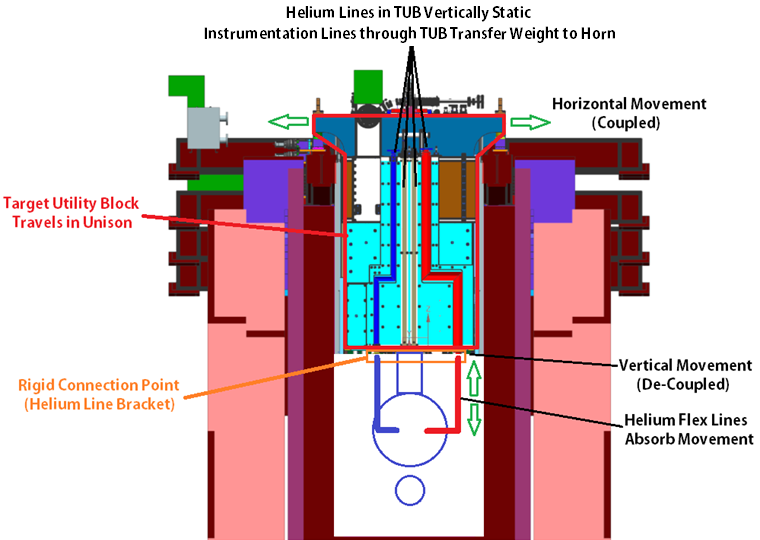 Helium Lines in TUB Vertically Static
Instrumentation Lines through TUB Transfer Weight to Horn
Horizontal Movement
(Coupled)
Target Utility Block
Travels in Unison
Rigid Connection Point
(Helium Line Bracket)
Vertical Movement
(De-Coupled)
Helium Flex Lines
Absorb Movement